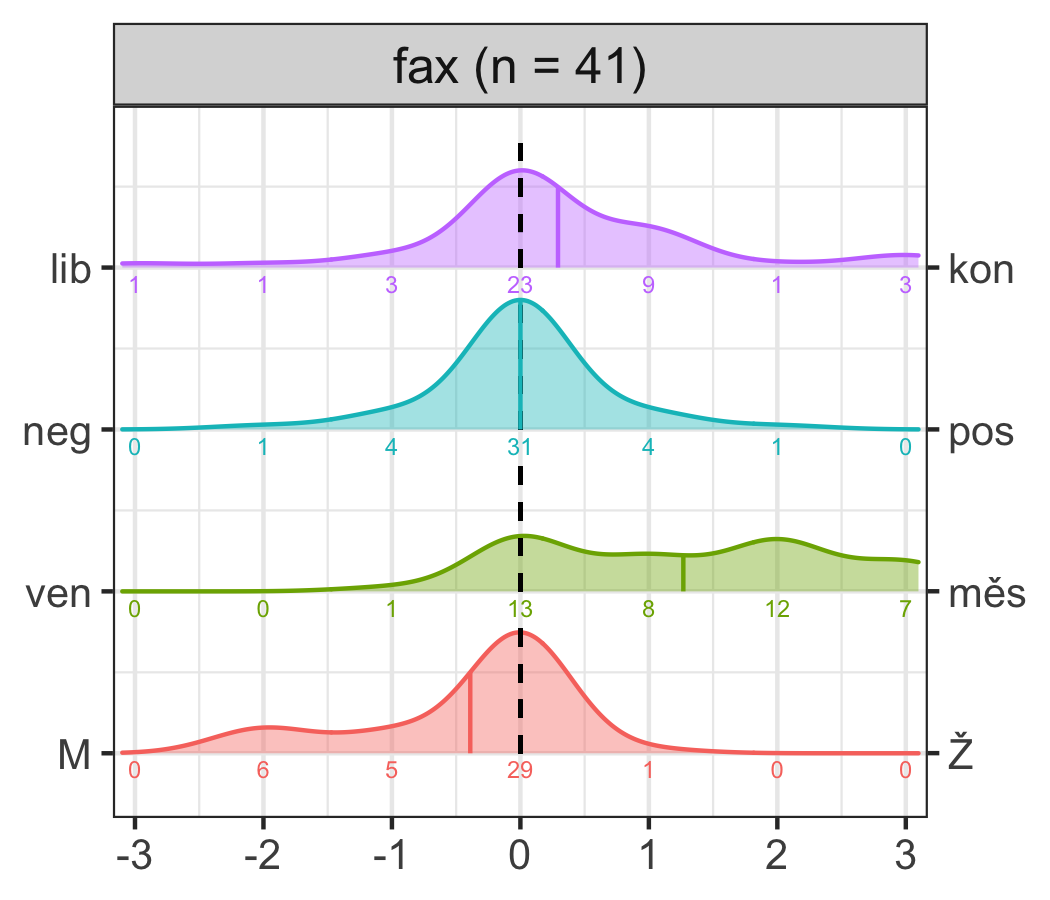 fax (n = 41)
lib kon
1 1 3 23 9 1 3
neg pos
0 1 4 31 4 1 0
ven měs
0 0 1 13 8 12 7
M Ž
0 6 5 29 1 0 0
-3 -2 -1 0 1 2 3